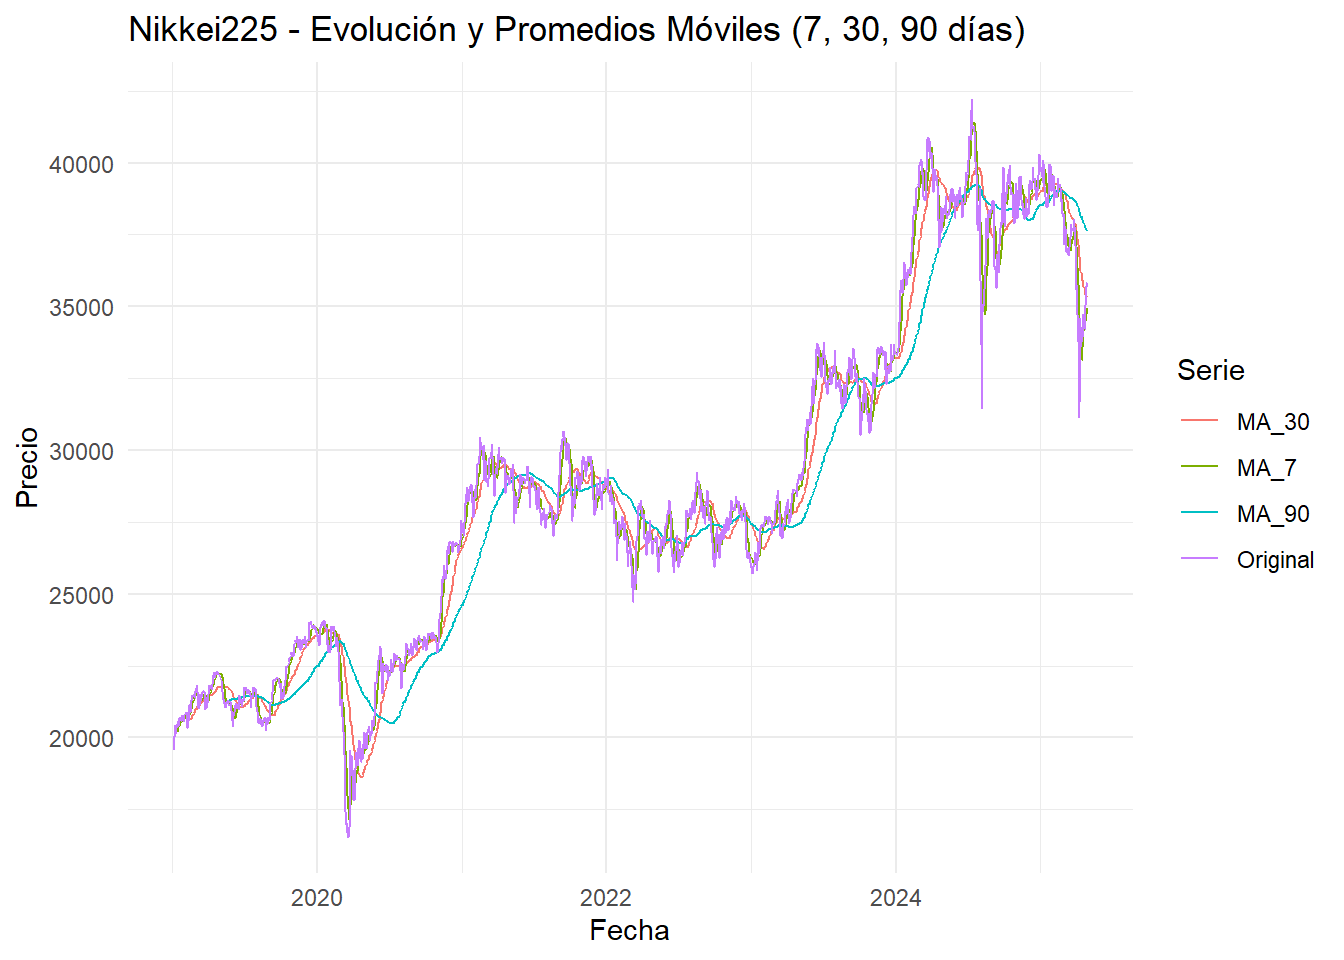 Nikkei225 - Evolución y Promedios Móviles (7, 30, 90 días)
Precio
40000
35000
30000
25000
20000
2020
2022
2024
Fecha
Serie
MA_30
MA_7
MA_90
Original